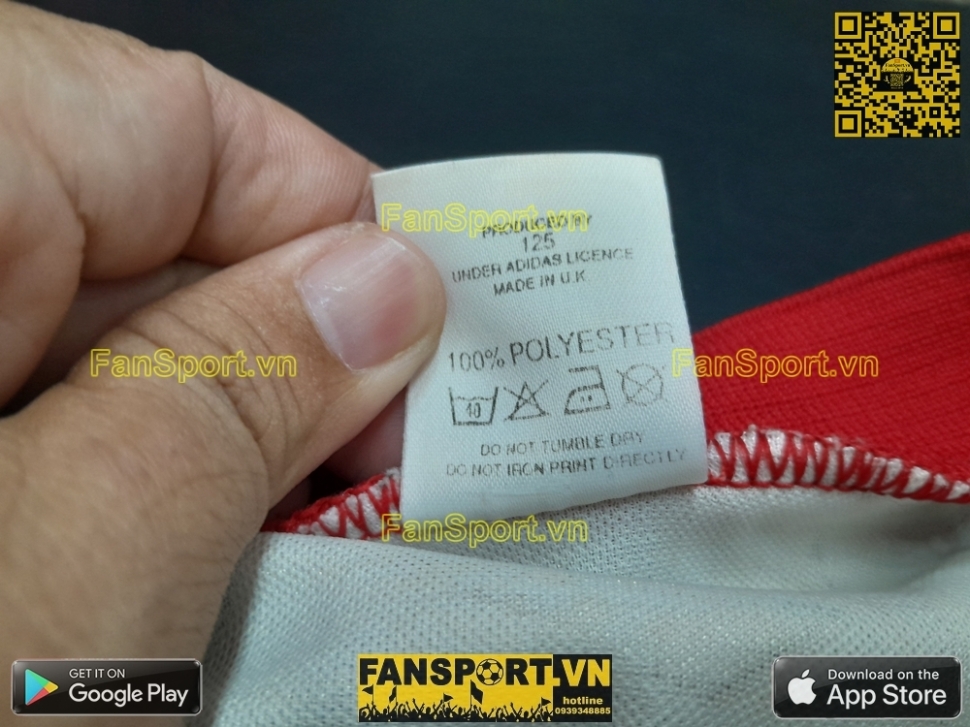 FanSport.vn
FanSport.vn
PRODUCED BY
125
UNDER ADIDAS LICENCE
MADE IN U.K
100% POLYESTER
FanSport.vn
FanSport.vn
40
DO NOT TUMBLE DRY
DO NOT IRON PRINT DIRECTLY
FanSport.vn
GET IT ON
Google Play
FANSPORT.VN
hotline
0939348885
Download on the
App Store